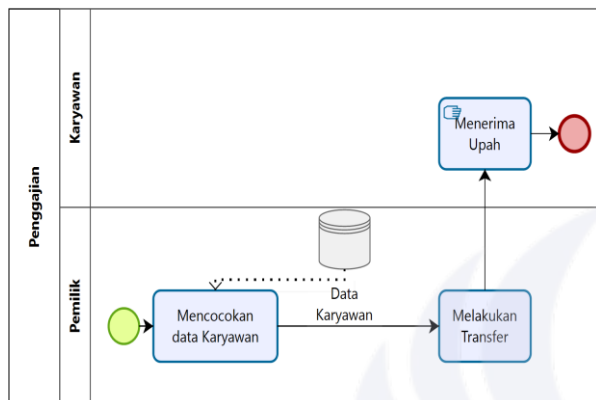 Penggajian
Karyawan
Menerima
Upah
Pemilik
Mencocokan
data Karyawan
Data
Karyawan
Melakukan
Transfer